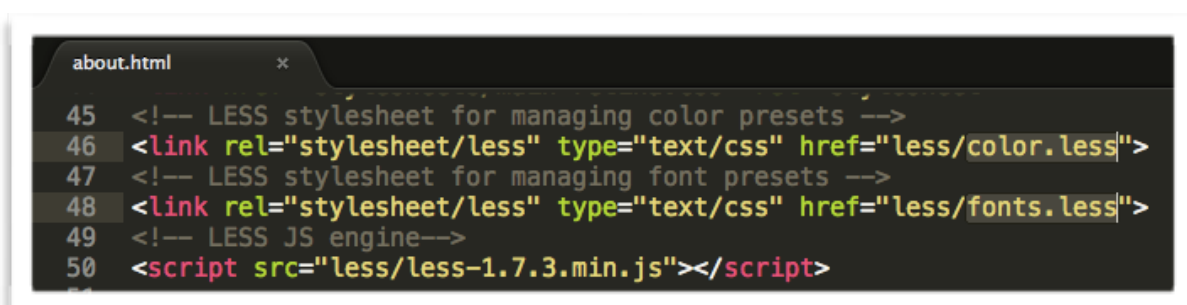 about.html ×
45 <!-- LESS stylesheet for managing color presets -->
46 <link rel="stylesheet/less" type="text/css" href="less/color.less">
47 <!-- LESS stylesheet for managing font presets -->
48 <link rel="stylesheet/less" type="text/css" href="less/fonts.less">
49 <!-- LESS JS engine-->
50 <script src="less/less-1.7.3.min.js"></script>